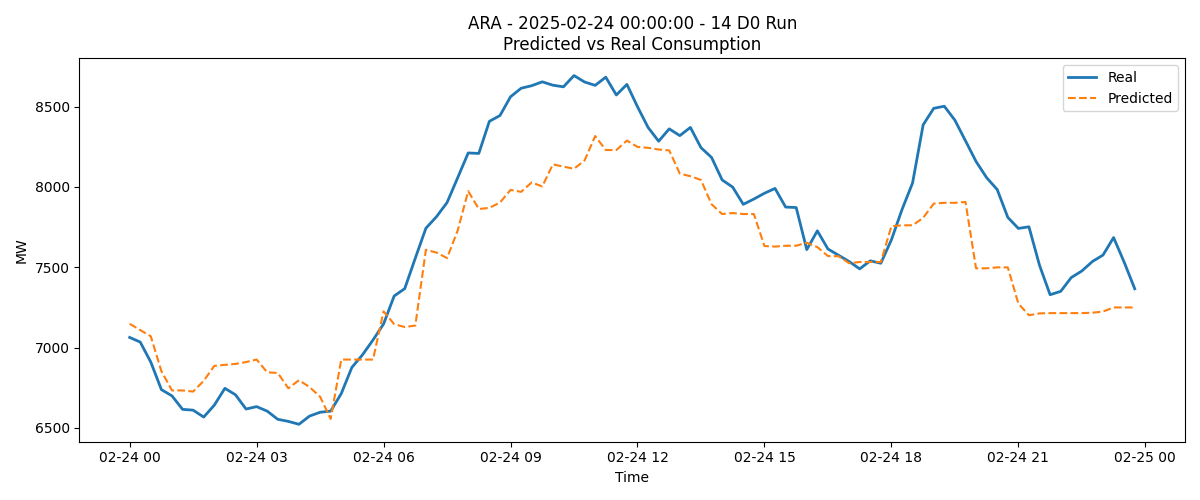 ARA - 2025-02-24 00:00:00 - 14 D0 Run
Predicted vs Real Consumption
Real
Predicted
MW
8500
8000
7500
7000
6500
02-24 00
02-24 03
02-24 06
02-24 09
02-24 12
02-24 15
02-24 18
02-24 21
02-25 00
Time